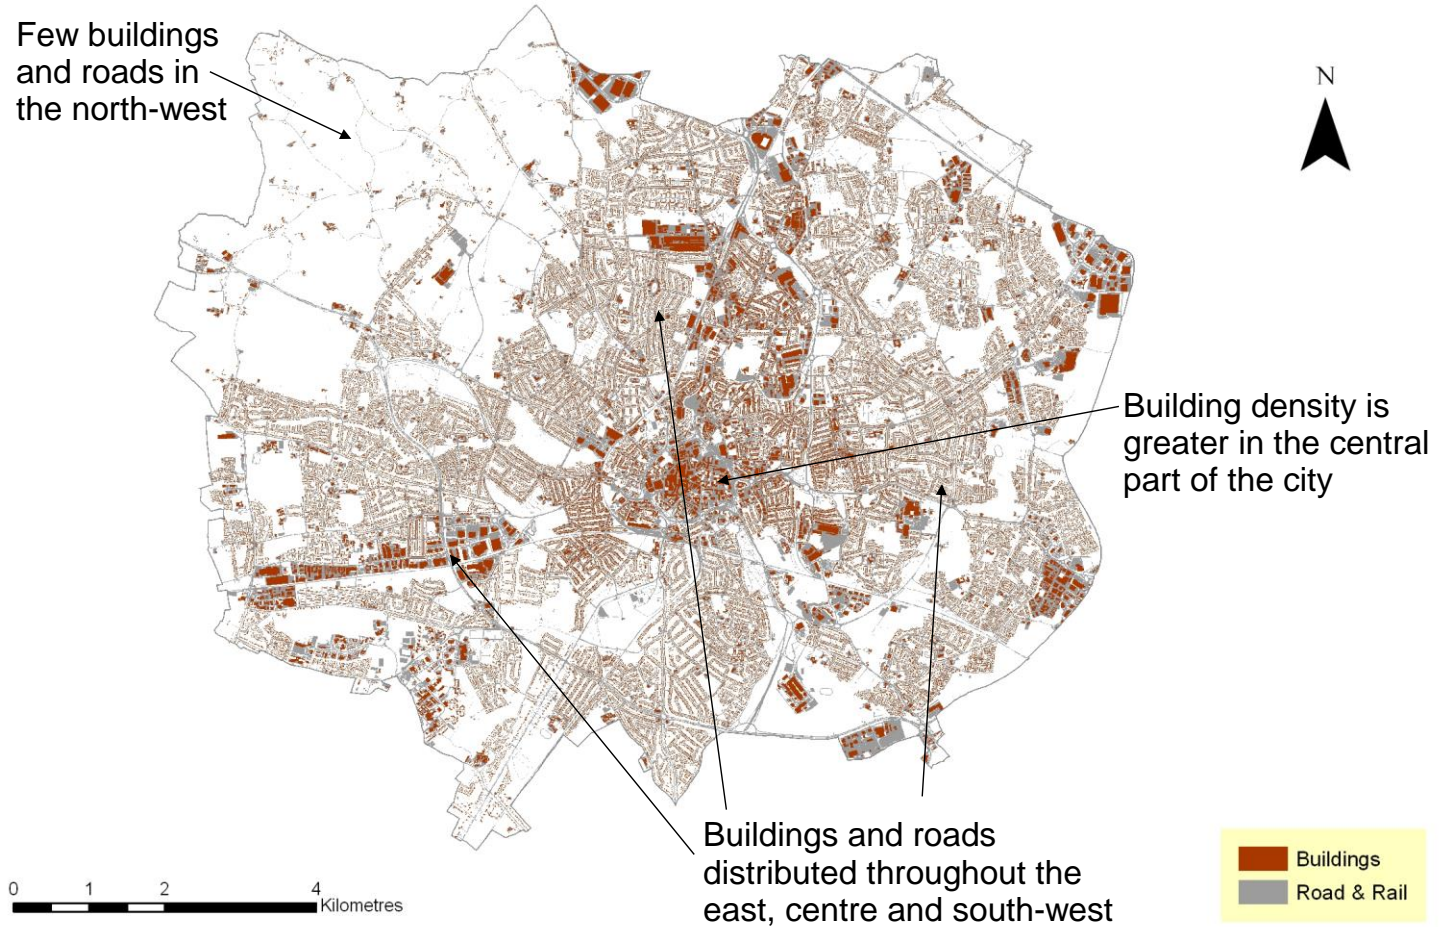 Few buildings
and roads in
the north-west
N
Building density is
greater in the central
part of the city
Buildings and roads
distributed throughout the
east, centre and south-west
0 1 2 4
Kilometres
Buildings
Road & Rail